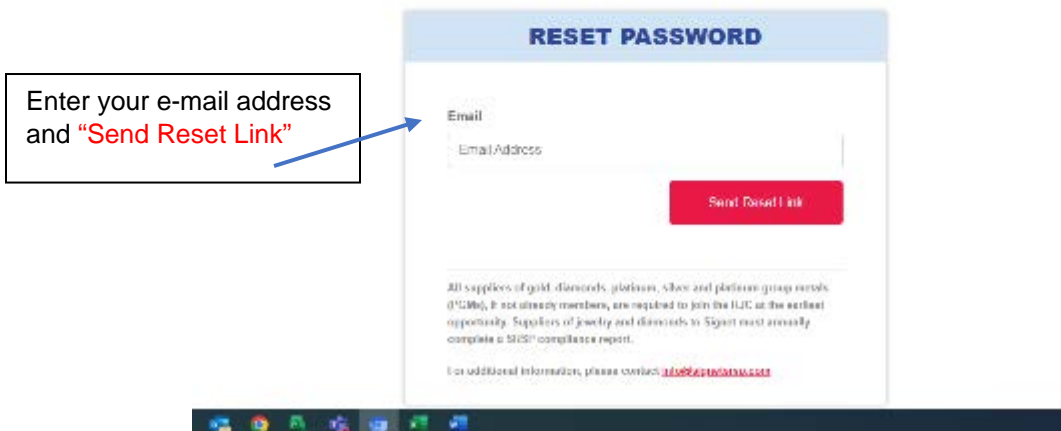 RESET PASSWORD
Enter your e-mail address
and “Send Reset Link”
Email
Email Address
Send Reset Link
All suppliers of gold, diamonds, platinum, silver and platinum group metals
(PGMs), if not already members, are required to join the RJC at the earliest
opportunity. Suppliers of jewelry and diamonds to Signet must annually
complete a SRSP compliance report.
For additional information, please contact